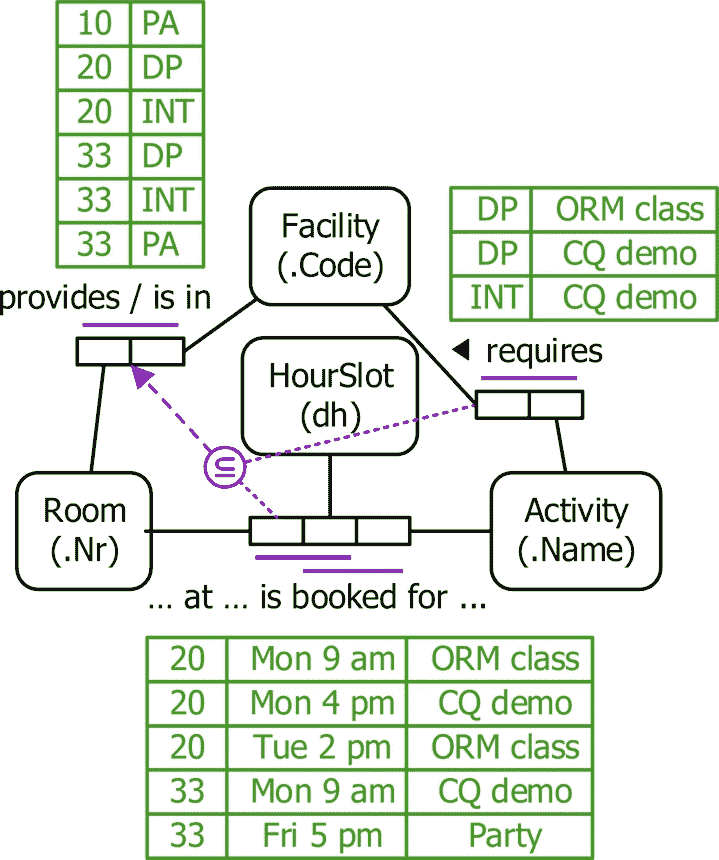 10 PA
20 DP
20 INT
33 DP
33 INT
33 PA
provides / is in
Facility
(.Code)
DP ORM class
DP CQ demo
INT CQ demo
◀ requires
HourSlot
(dh)
⊆
Room
(.Nr)
Activity
(.Name)
... at ... is booked for ...
20 Mon 9 am ORM class
20 Mon 4 pm CQ demo
20 Tue 2 pm ORM class
33 Mon 9 am CQ demo
33 Fri 5 pm Party